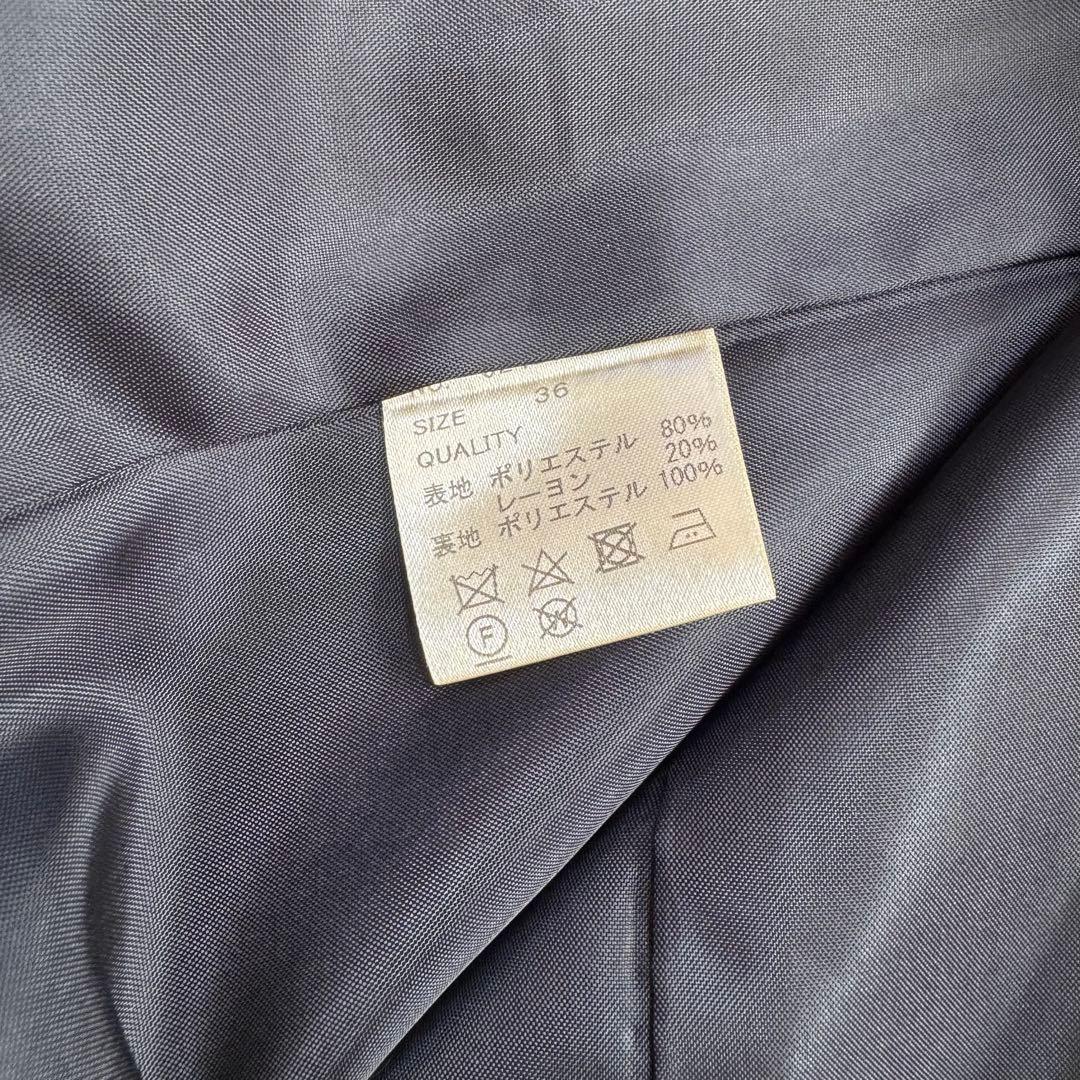 SIZE 36
QUALITY
表地 ポリエステル 80%
レーヨン 20%
裏地 ポリエステル 100%
F
W